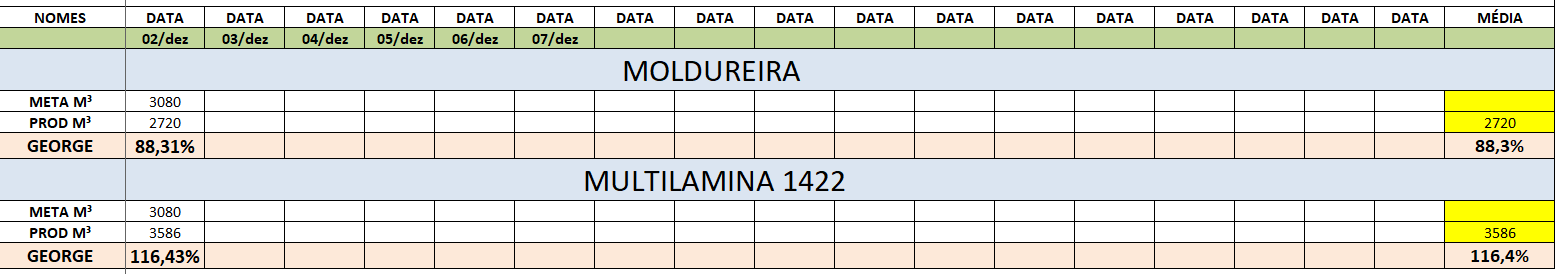 NOMES DATA DATA DATA DATA DATA DATA DATA DATA DATA DATA DATA DATA DATA DATA DATA DATA DATA MÉDIA
02/dez 03/dez 04/dez 05/dez 06/dez 07/dez
MOLDUREIRA
META M³ 3080
PROD M³ 2720 2720
GEORGE 88,31% 88,3%
MULTILAMINA 1422
META M³ 3080
PROD M³ 3586 3586
GEORGE 116,43% 116,4%